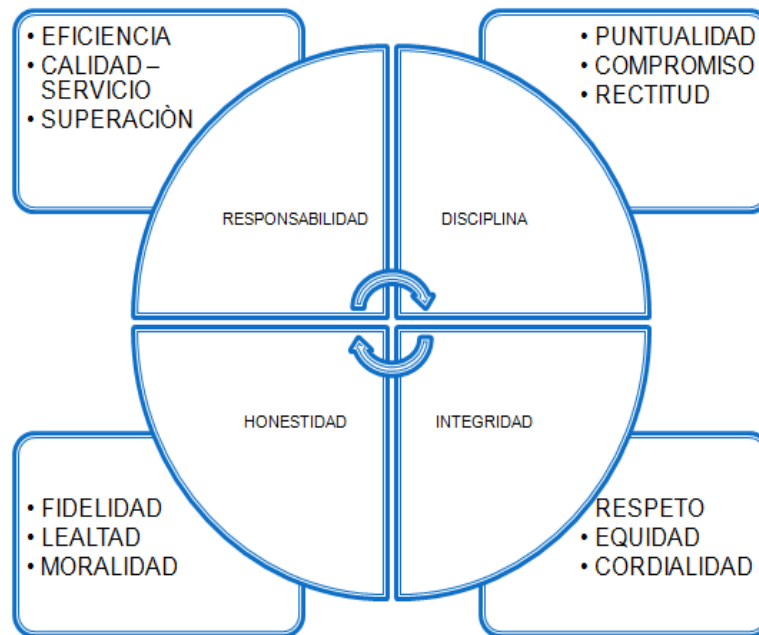 • EFICIENCIA
• CALIDAD –
SERVICIO
• SUPERACIÒN
• PUNTUALIDAD
• COMPROMISO
• RECTITUD
RESPONSABILIDAD
DISCIPLINA
HONESTIDAD
INTEGRIDAD
• FIDELIDAD
• LEALTAD
• MORALIDAD
RESPETO
• EQUIDAD
• CORDIALIDAD